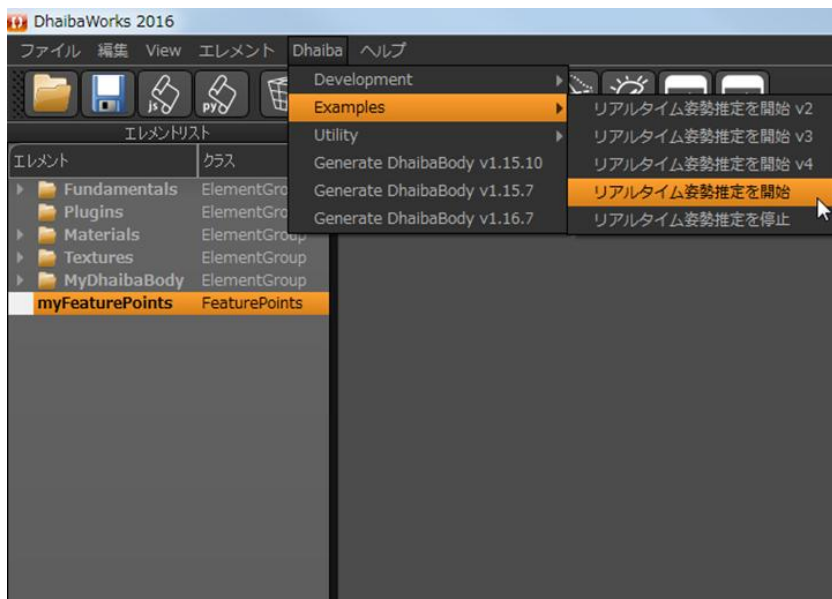 DhaibaWorks 2016
ファイル 編集 View エレメント Dhaiba ヘルプ
js
PY
Development
Examples
Utility
Generate DhaibaBody v1.15.10
Generate DhaibaBody v1.15.7
Generate DhaibaBody v1.16.7
リアルタイム姿勢推定を開始 v2
リアルタイム姿勢推定を開始 v3
リアルタイム姿勢推定を開始 v4
リアルタイム姿勢推定を開始
リアルタイム姿勢推定を停止
エレメントリスト
エレメント クラス
Fundamentals ElementGro
Plugins ElementGro
Materials ElementGroup
Textures ElementGroup
MyDhaibaBody ElementGroup
myFeaturePoints FeaturePoints